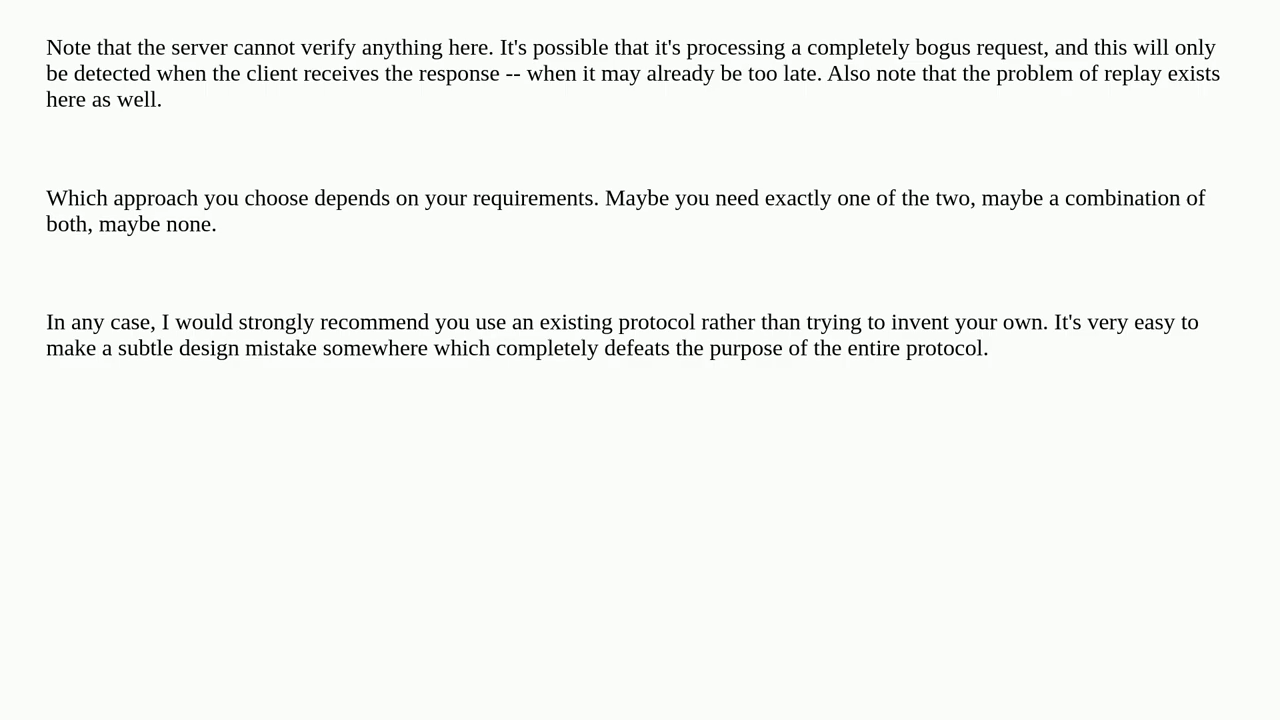 Note that the server cannot verify anything here. It's possible that it's processing a completely bogus request, and this will only
be detected when the client receives the response -- when it may already be too late. Also note that the problem of replay exists
here as well.
Which approach you choose depends on your requirements. Maybe you need exactly one of the two, maybe a combination of
both, maybe none.
In any case, I would strongly recommend you use an existing protocol rather than trying to invent your own. It's very easy to
make a subtle design mistake somewhere which completely defeats the purpose of the entire protocol.